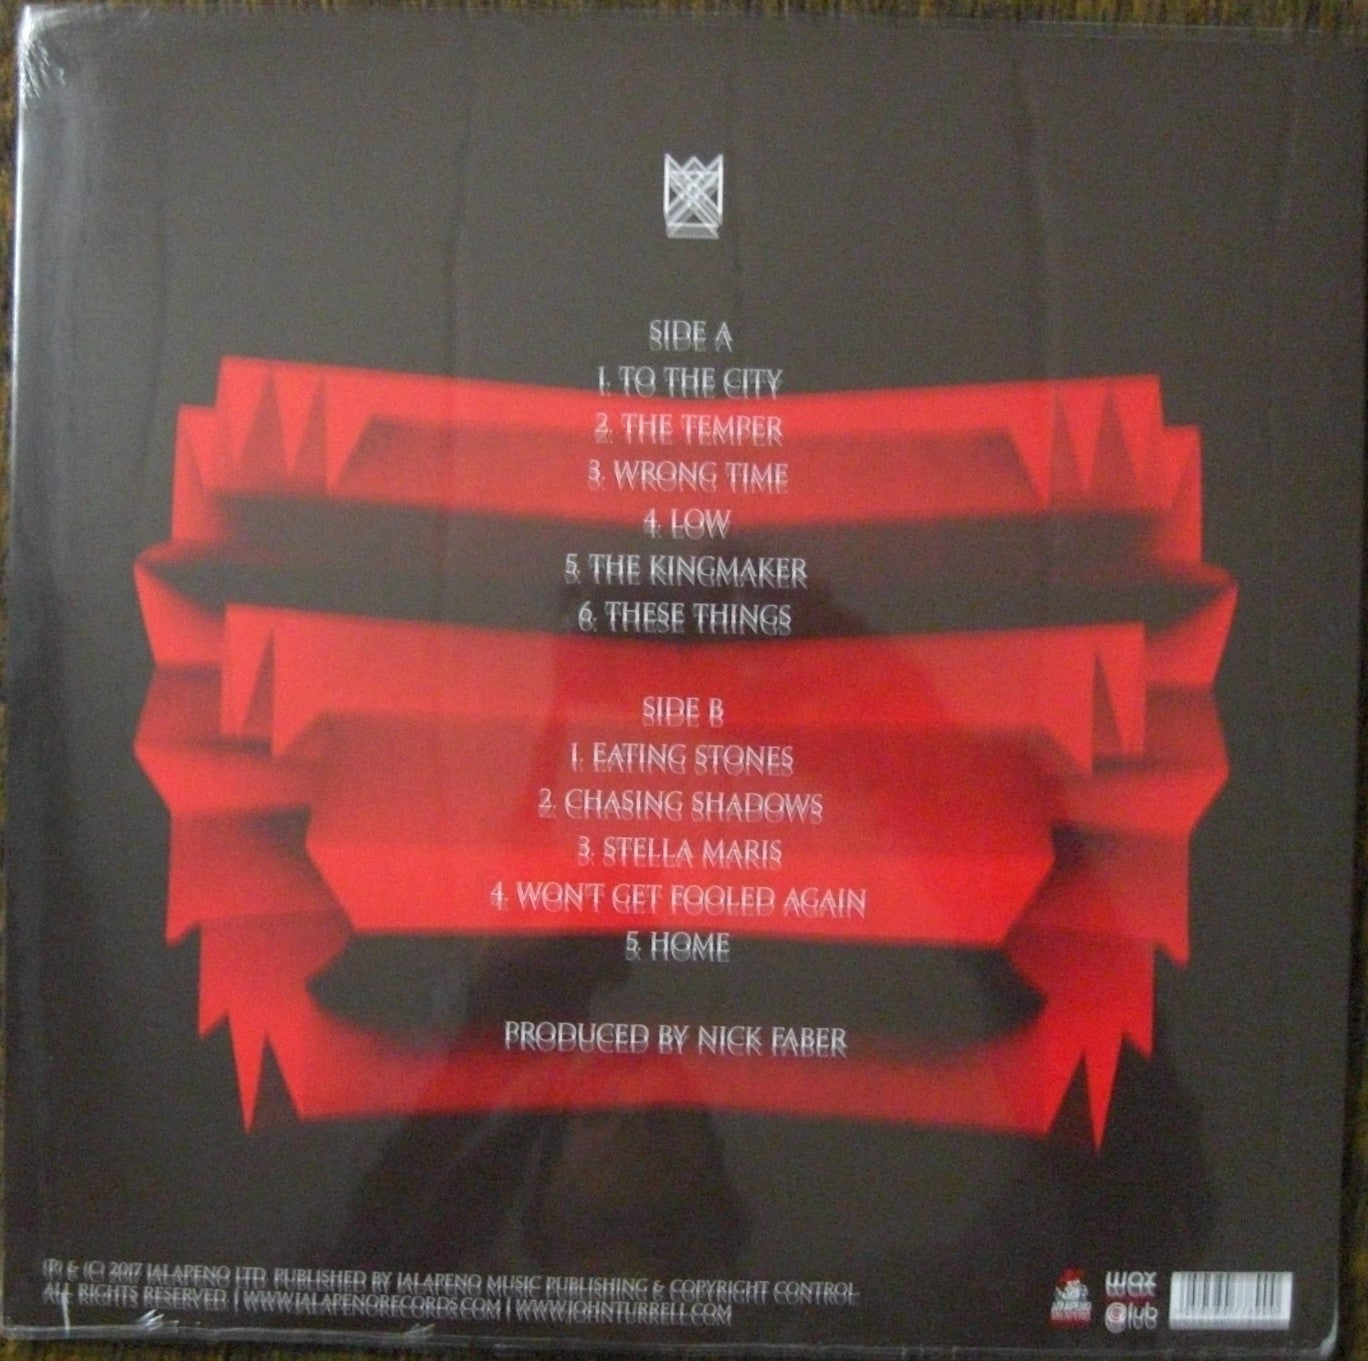 SIDE A
1. TO THE CITY
2. THE TEMPER
3. WRONG TIME
4. LOW
5. THE KINGMAKER
6. THESE THINGS
SIDE B
1. EATING STONES
2. CHASING SHADOWS
3. STELLA MARIS
4. WON'T GET FOOLED AGAIN
5. HOME
PRODUCED BY NICK FABER
(P) & (C) 2017 JALAPENO LTD. PUBLISHED BY JALAPENO MUSIC PUBLISHING & COPYRIGHT CONTROL
ALL RIGHTS RESERVED. | WWW.JALAPENORECORDS.COM | WWW.JOHNTURRELL.COM
wax
club